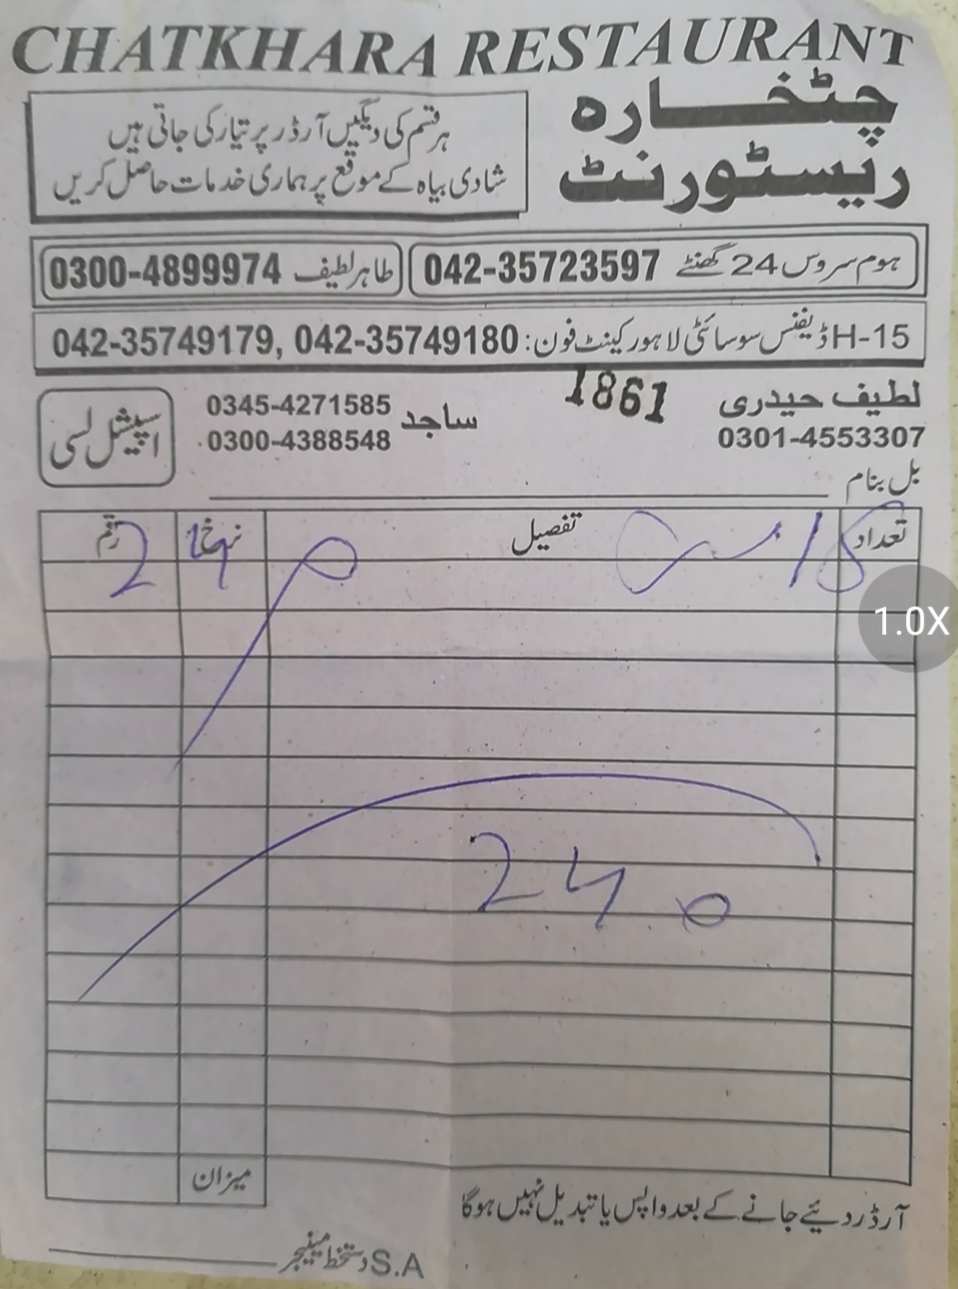 CHATKHARA RESTAURANT
چٹخارہ
ریسٹورنٹ
ہر قسم کی دیگیں آرڈر پر تیار کی جاتی ہیں
شادی بیاہ کے موقع پر ہماری خدمات حاصل کریں
ہوم سروس 24 گھنٹے 042-35723597
طاہر لطیف 0300-4899974
H-15 ڈیفنس سوسائٹی لاہور کینٹ فون: 042-35749179, 042-35749180
1861
لطیف حیدری
0301-4553307
ساجد 0345-4271585
0300-4388548
اسپیشل لسی
بل بنام
تعداد تفصیل نرخ رقم
18
240
240
میزان
آرڈر دئیے جانے کے بعد واپس یا تبدیل نہیں ہوگا
S.A دستخط مینیجر
1.0X